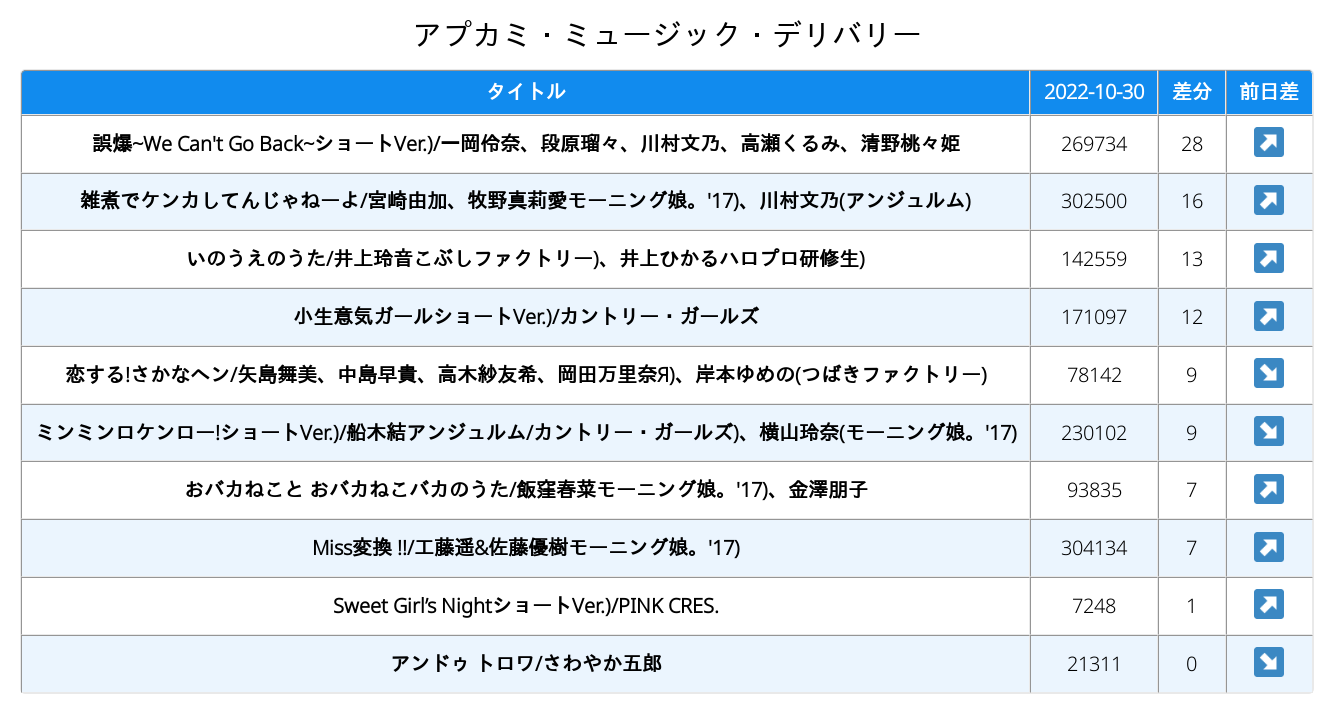 アプカミ・ミュージック・デリバリー
タイトル 2022-10-30 差分 前日差
誤爆~We Can't Go Back~ショートVer.)/一岡伶奈、段原瑠々、川村文乃、高瀬くるみ、清野桃々姫 269734 28
雑煮でケンカしてんじゃねーよ/宮崎由加、牧野真莉愛モーニング娘。'17)、川村文乃(アンジュルム) 302500 16
いのうえのうた/井上玲音こぶしファクトリー)、井上ひかるハロプロ研修生) 142559 13
小生意気ガールショートVer.)/カントリー・ガールズ 171097 12
恋する!さかなヘン/矢島舞美、中島早貴、高木紗友希、岡田万里奈Я)、岸本ゆめの(つばきファクトリー) 78142 9
ミンミンロケンロー!ショートVer.)/船木結アンジュルム/カントリー・ガールズ)、横山玲奈(モーニング娘。'17) 230102 9
おバカねこと おバカねこバカのうた/飯窪春菜モーニング娘。'17)、金澤朋子 93835 7
Miss変換 !!/工藤遥&佐藤優樹モーニング娘。'17) 304134 7
Sweet Girl’s NightショートVer.)/PINK CRES. 7248 1
アンドゥ トロワ/さわやか五郎 21311 0